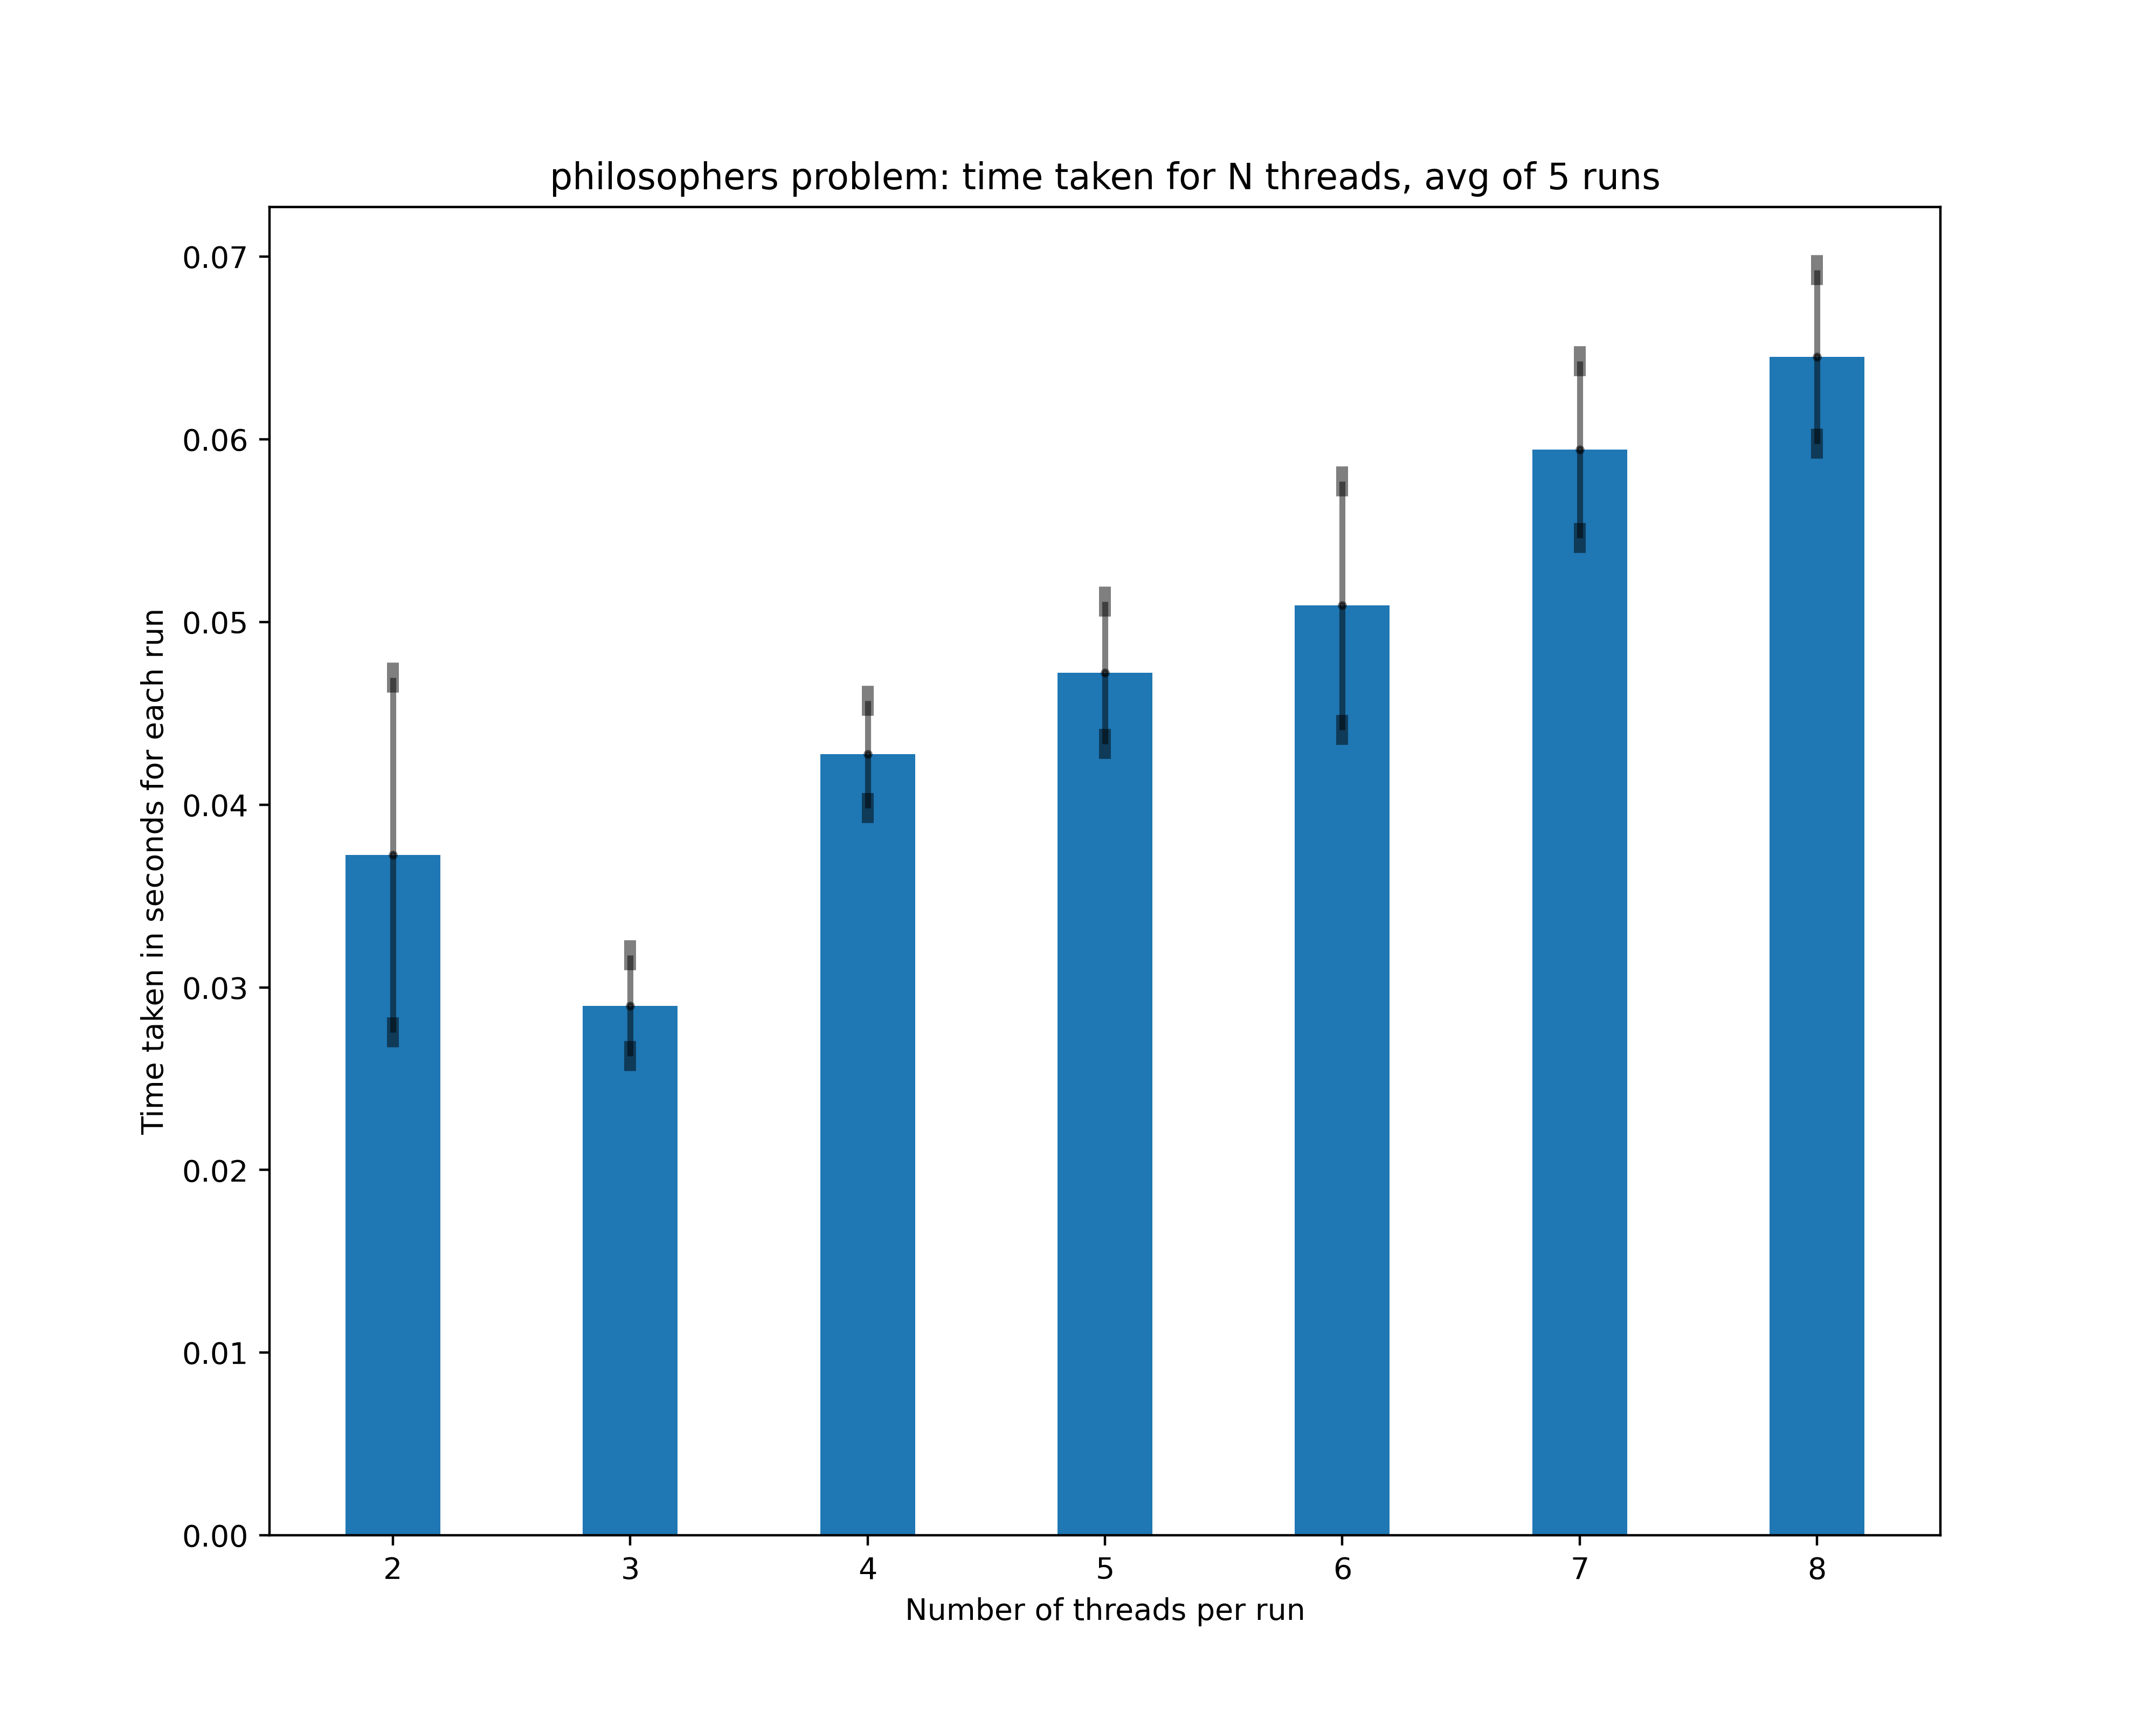 philosophers problem: time taken for N threads, avg of 5 runs
Time taken in seconds for each run
0.07
0.06
0.05
0.04
0.03
0.02
0.01
0.00
2 3 4 5 6 7 8
Number of threads per run